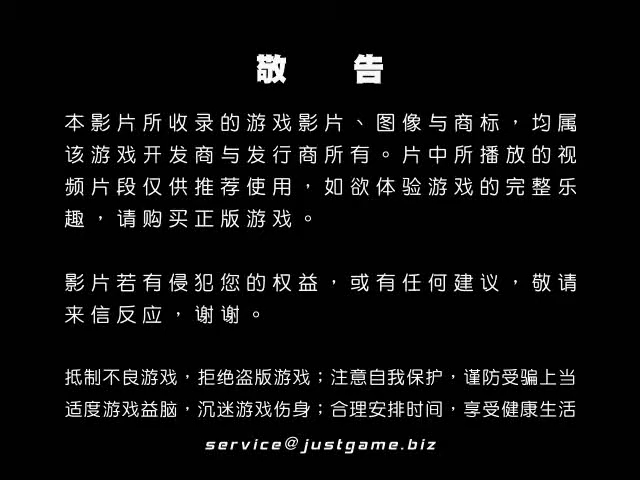 敬 告
本影片所收录的游戏影片、图像与商标，均属
该游戏开发商与发行商所有。片中所播放的视
频片段仅供推荐使用，如欲体验游戏的完整乐
趣，请购买正版游戏。
影片若有侵犯您的权益，或有任何建议，敬请
来信反应，谢谢。
抵制不良游戏，拒绝盗版游戏；注意自我保护，谨防受骗上当
适度游戏益脑，沉迷游戏伤身；合理安排时间，享受健康生活
service@justgame.biz